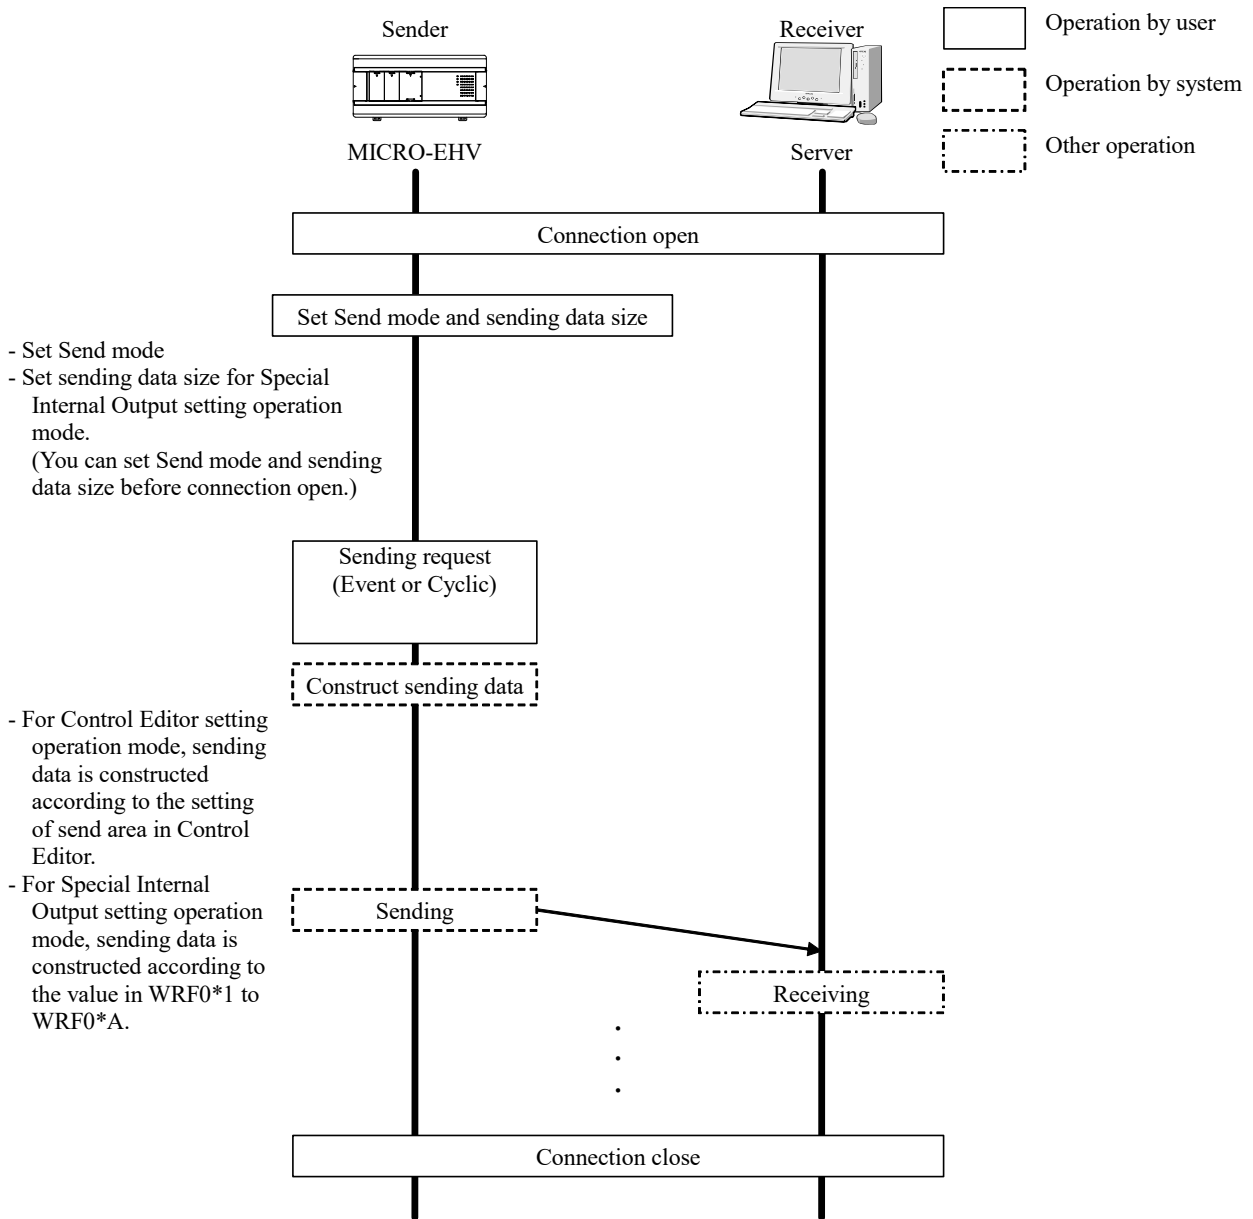 Sender
Receiver
Operation by user
Operation by system
Other operation
MICRO-EHV
Server
Connection open
Set Send mode and sending data size
- Set Send mode
- Set sending data size for Special
Internal Output setting operation
mode.
(You can set Send mode and sending
data size before connection open.)
Sending request
(Event or Cyclic)
Construct sending data
- For Control Editor setting
operation mode, sending
data is constructed
according to the setting
of send area in Control
Editor.
- For Special Internal
Output setting operation
mode, sending data is
constructed according to
the value in WRF0*1 to
WRF0*A.
Sending
Receiving
Connection close